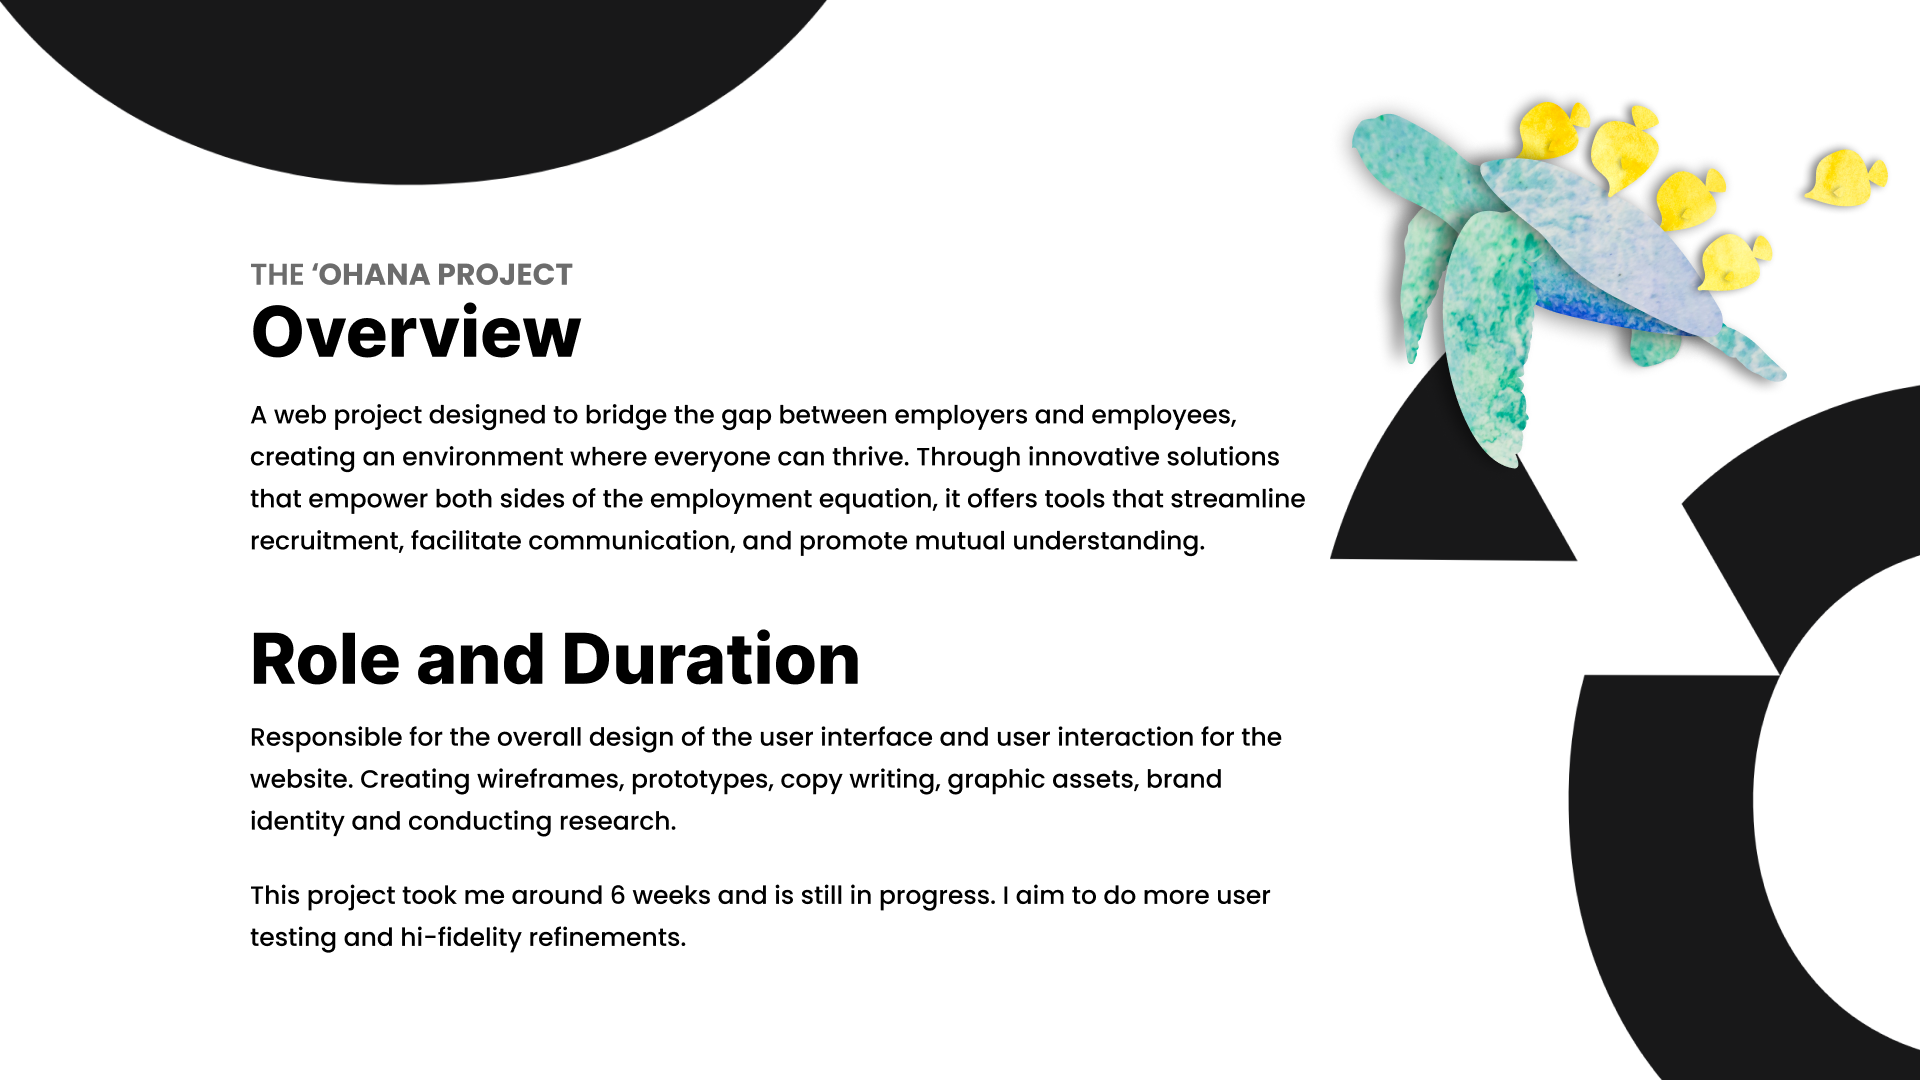 THE ‘OHANA PROJECT
Overview
A web project designed to bridge the gap between employers and employees,
creating an environment where everyone can thrive. Through innovative solutions
that empower both sides of the employment equation, it offers tools that streamline
recruitment, facilitate communication, and promote mutual understanding.
Role and Duration
Responsible for the overall design of the user interface and user interaction for the
website. Creating wireframes, prototypes, copy writing, graphic assets, brand
identity and conducting research.
This project took me around 6 weeks and is still in progress. I aim to do more user
testing and hi-fidelity refinements.